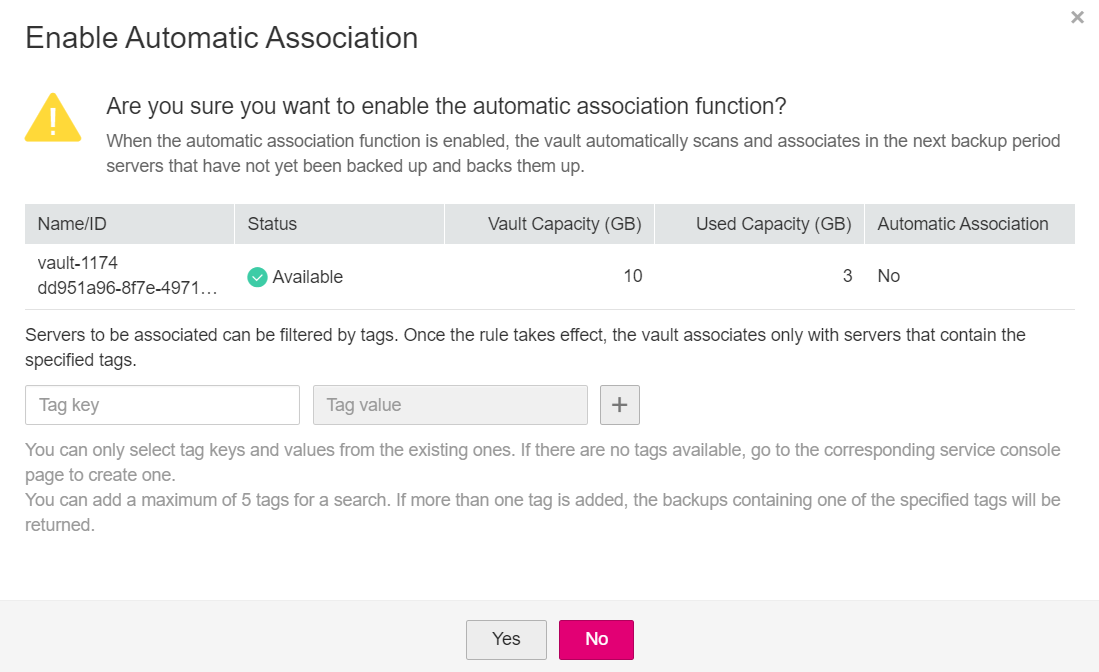 Enable Automatic Association
×
Are you sure you want to enable the automatic association function?
When the automatic association function is enabled, the vault automatically scans and associates in the next backup period
servers that have not yet been backed up and backs them up.
Name/ID Status Vault Capacity (GB) Used Capacity (GB) Automatic Association
vault-1174
dd951a96-8f7e-4971…
Available 10 3 No
Servers to be associated can be filtered by tags. Once the rule takes effect, the vault associates only with servers that contain the
specified tags.
Tag key Tag value +
You can only select tag keys and values from the existing ones. If there are no tags available, go to the corresponding service console
page to create one.
You can add a maximum of 5 tags for a search. If more than one tag is added, the backups containing one of the specified tags will be
returned.
Yes No